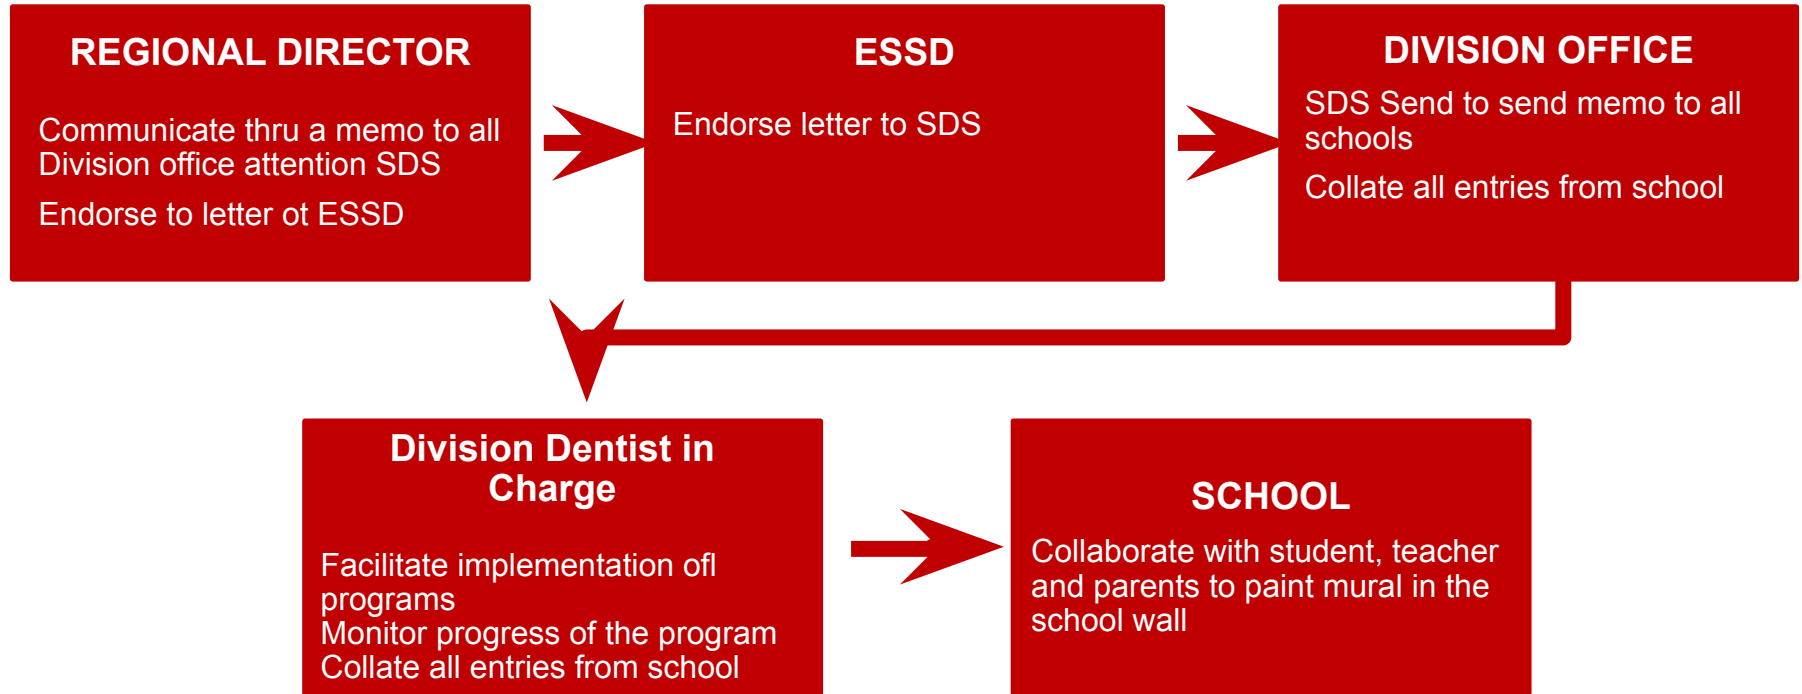 REGIONAL DIRECTOR
Communicate thru a memo to all
Division office attention SDS
Endorse to letter ot ESSD
ESSD
Endorse letter to SDS
DIVISION OFFICE
SDS Send to send memo to all
schools
Collate all entries from school
Division Dentist in
Charge
Facilitate implementation ofl
programs
Monitor progress of the program
Collate all entries from school
SCHOOL
Collaborate with student, teacher
and parents to paint mural in the
school wall